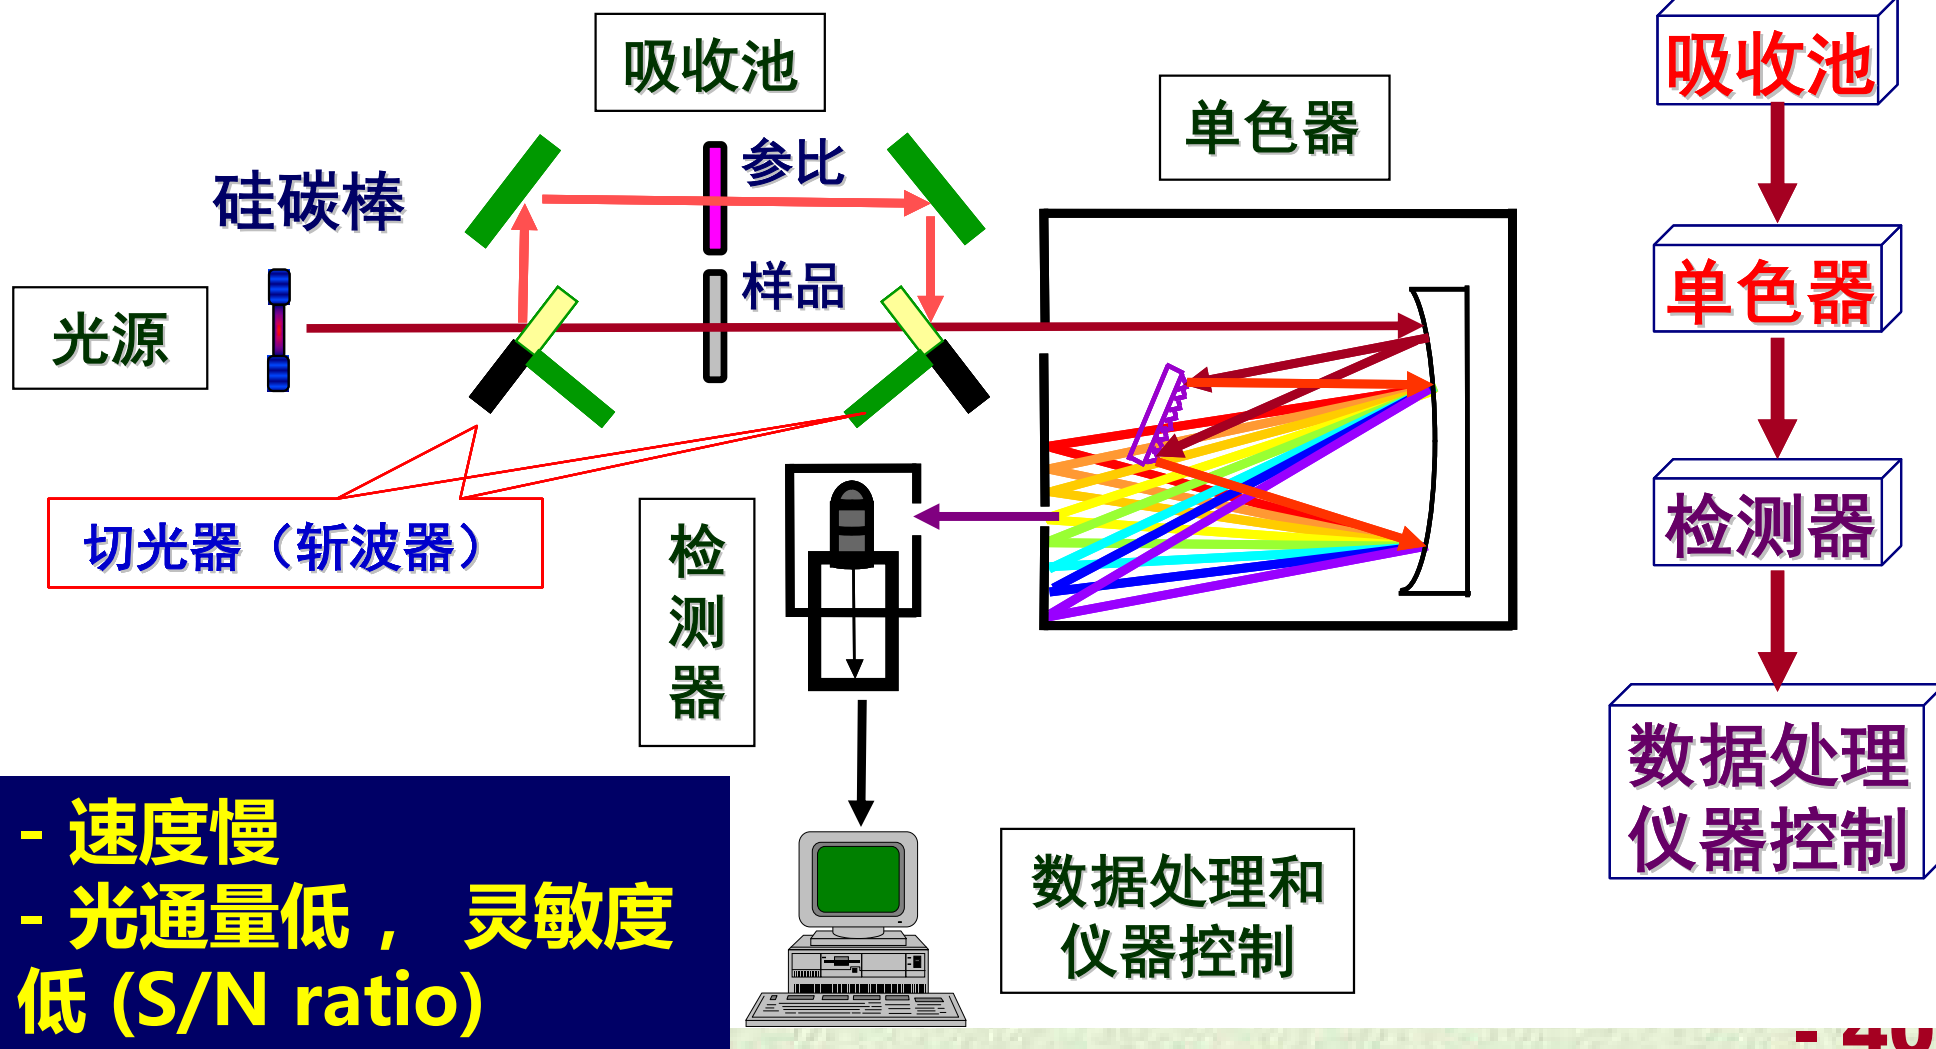 吸收池
单色器
参比
硅碳棒
样品
光源
切光器（斩波器）
检
测
器
数据处理和
仪器控制
- 速度慢
- 光通量低， 灵敏度
低 (S/N ratio)
吸收池
单色器
检测器
数据处理
仪器控制
- 40